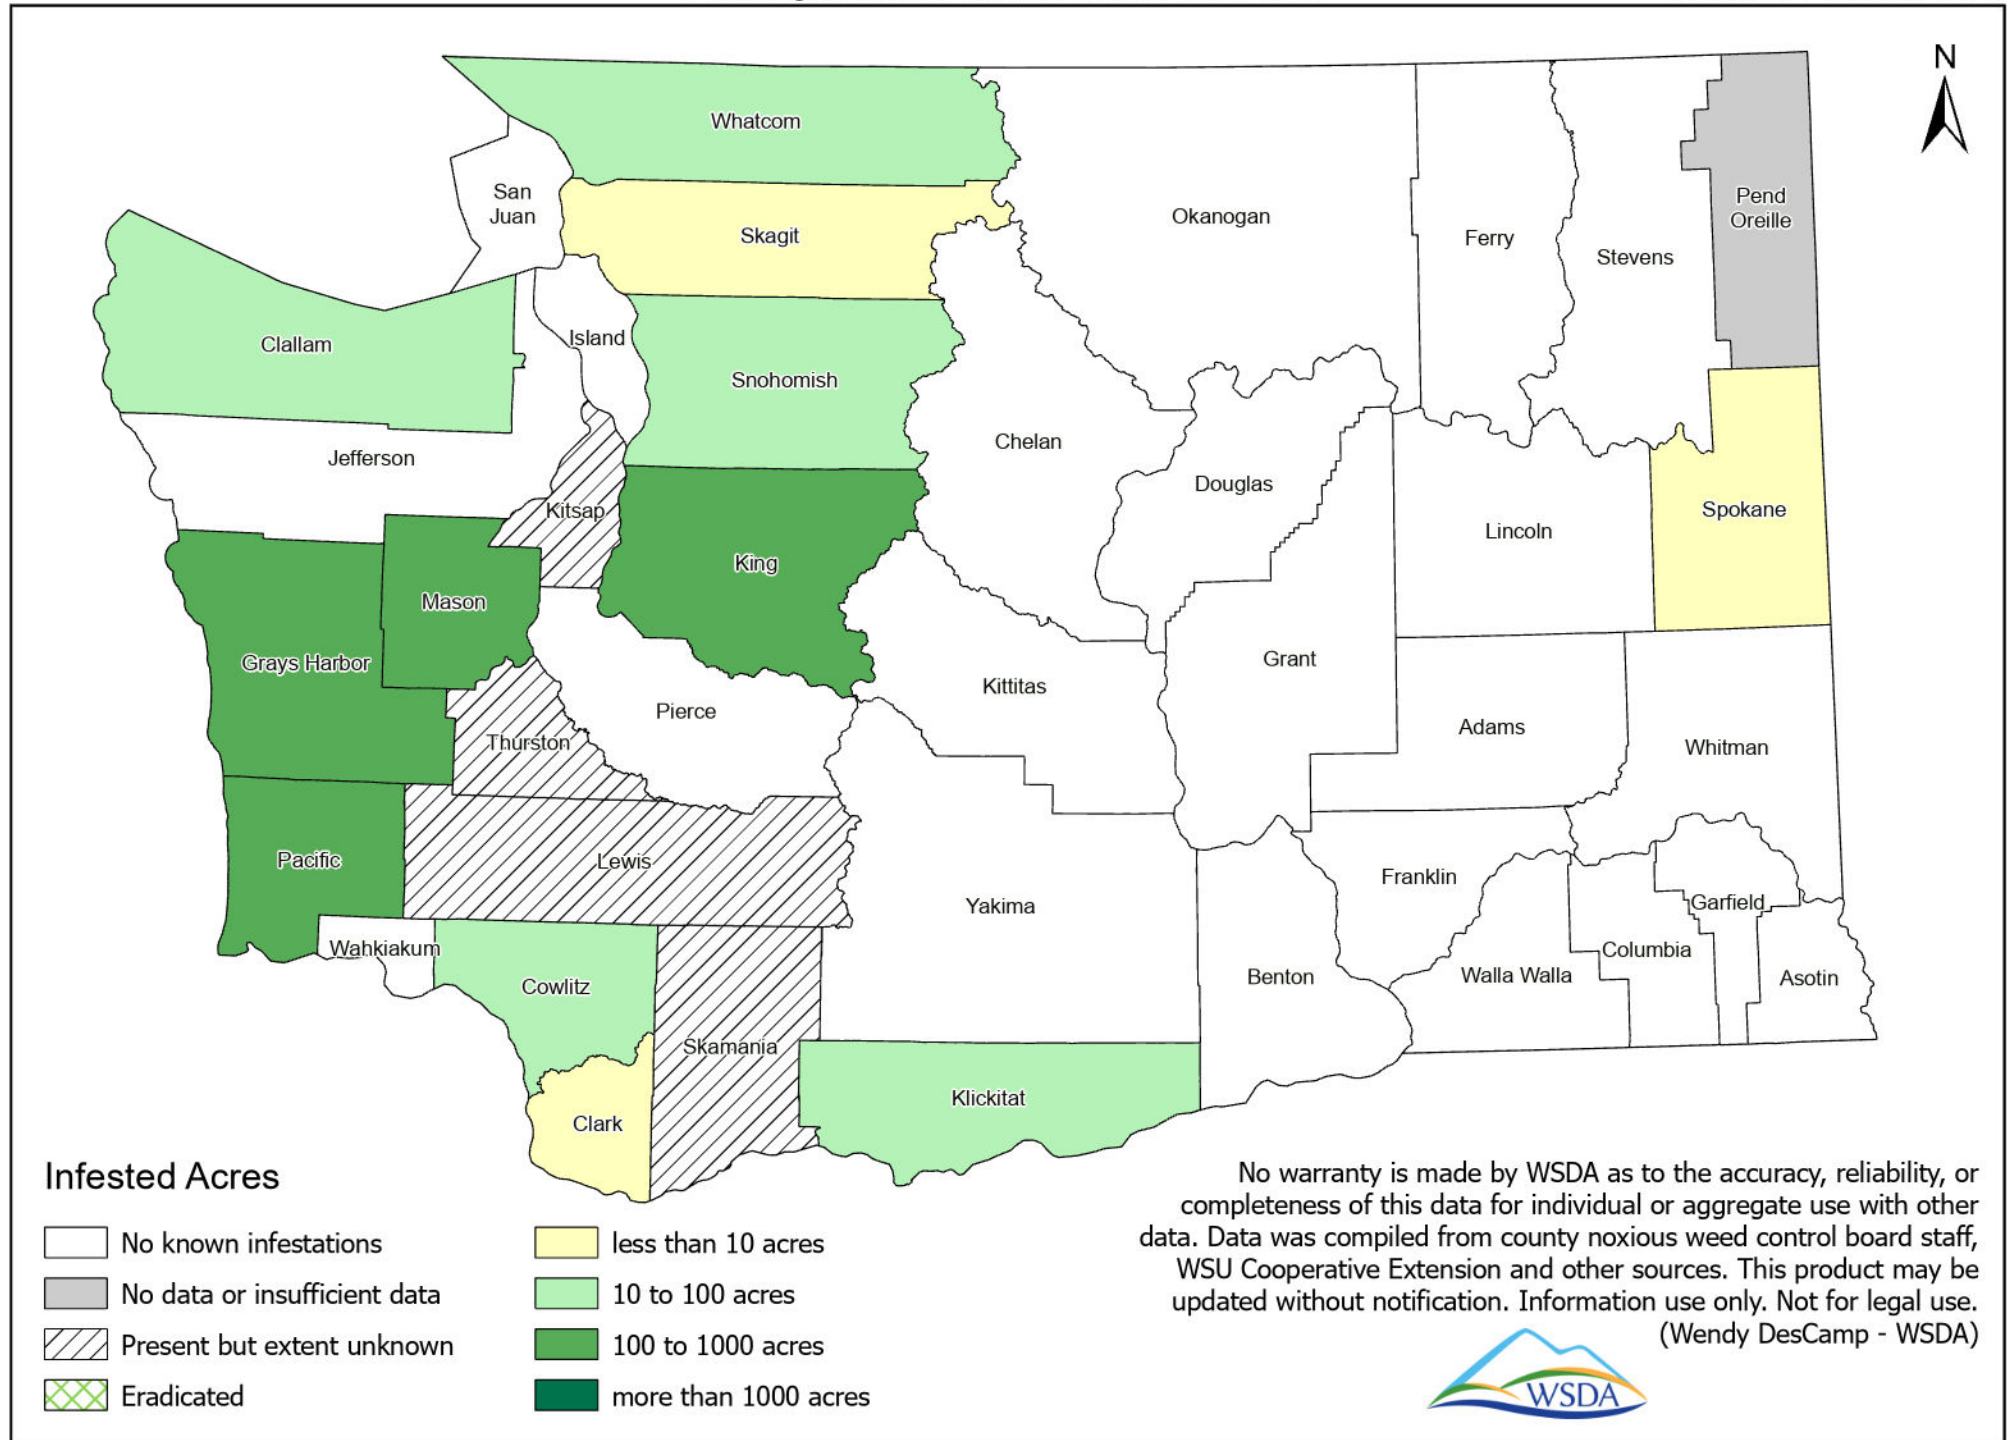 N
Whatcom
San
Juan
Skagit
Okanogan
Ferry
Stevens
Pend
Oreille
Clallam
Island
Snohomish
Chelan
Jefferson
Kitsap
Douglas
Lincoln
Spokane
King
Mason
Grays Harbor
Grant
Kittitas
Pierce
Thurston
Adams
Whitman
Pacific
Lewis
Yakima
Franklin
Garfield
Wahkiakum
Columbia
Cowlitz
Benton
Walla Walla
Asotin
Skamania
Klickitat
Clark
Infested Acres
No known infestations
No data or insufficient data
Present but extent unknown
Eradicated
less than 10 acres
10 to 100 acres
100 to 1000 acres
more than 1000 acres
No warranty is made by WSDA as to the accuracy, reliability, or
completeness of this data for individual or aggregate use with other
data. Data was compiled from county noxious weed control board staff,
WSU Cooperative Extension and other sources. This product may be
updated without notification. Information use only. Not for legal use.
(Wendy DesCamp - WSDA)
WSDA